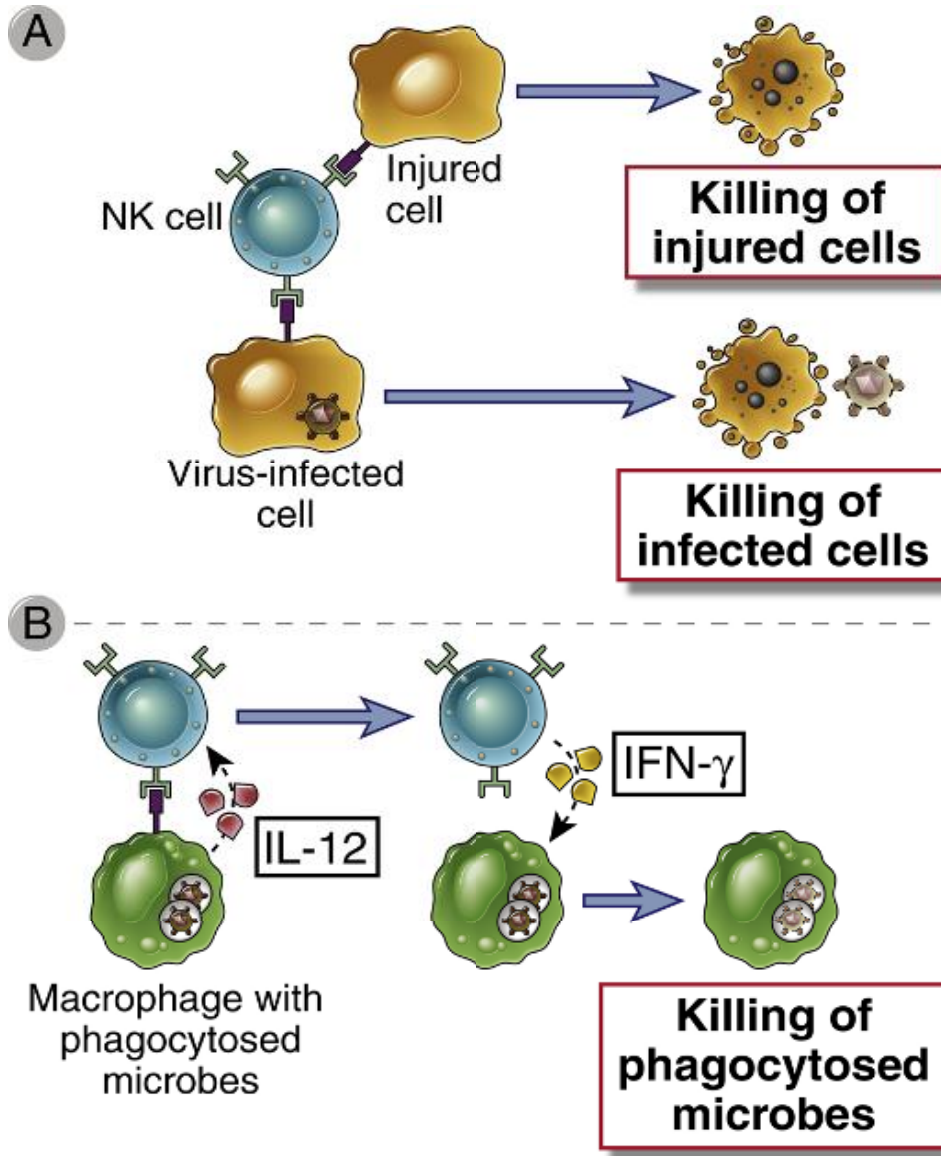 A
Injured
cell
NK cell
Killing of
injured cells
Virus-infected
cell
Killing of
infected cells
B
IL-12
IFN-γ
Macrophage with
phagocytosed
microbes
Killing of
phagocytosed
microbes